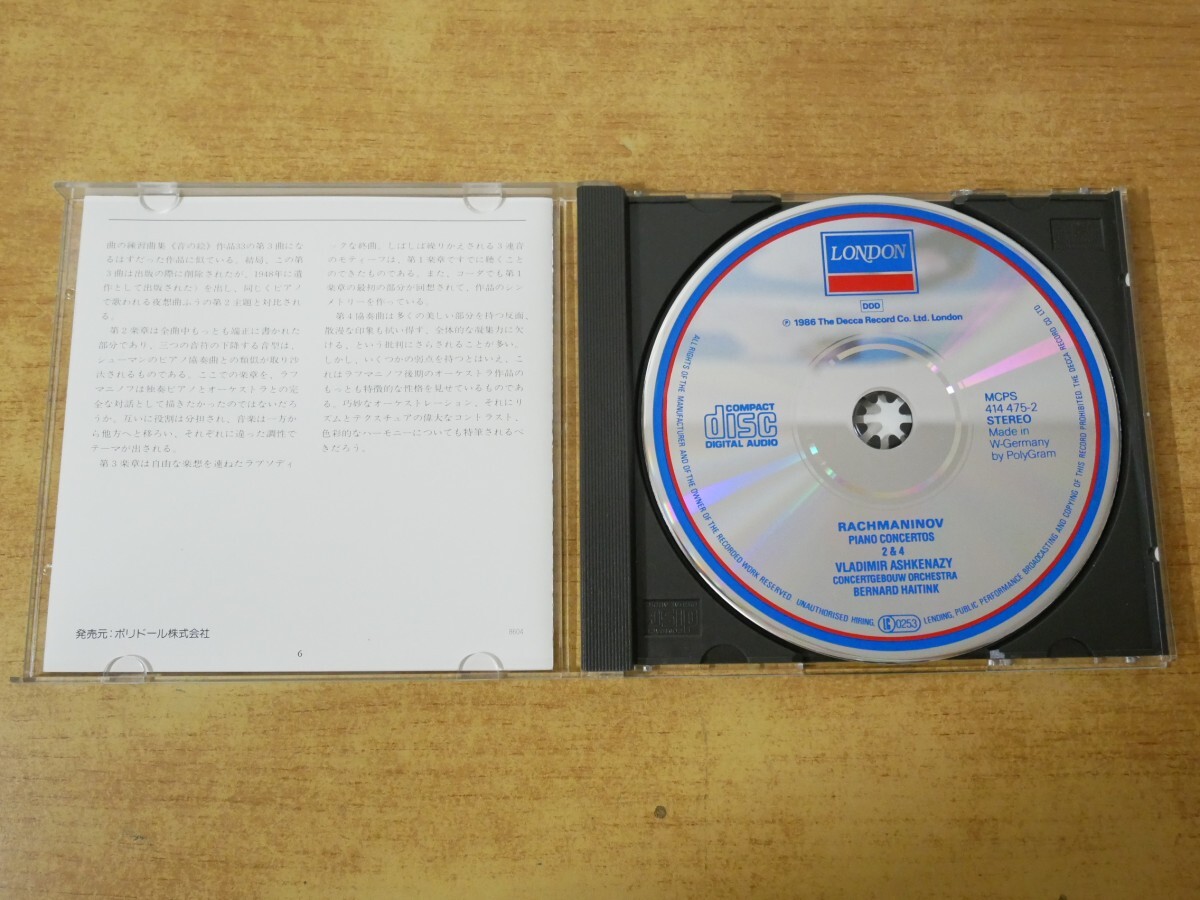 曲の練習曲集《音の絵》作品33の第3曲にな
るはずだった作品に似ている。結局、この第
3曲は出版の際に削除されたが、1948年に遺
作として出版された）を出し、同じくピアノ
で歌われる夜想曲ふうの第2主題と対比され
る。
第2楽章は全曲中もっとも端正に書かれた
部分であり、三つの音符の下降する音型は、
シューマンのピアノ協奏曲との類似が取り沙
汰されるものである。ここでの楽章を、ラフ
マニノフは独奏ピアノとオーケストラとの完
全な対話として描きたかったのではないだろ
うか。互いに役割は分担され、音楽は一方か
ら他方へと移ろい、それぞれに違った調性で
テーマが出される。
第3楽章は自由な楽想を連ねたラプソディ
ックな終曲。しばしば繰りかえされる3連音
のモティーフは、第1楽章ですでに聴くこと
のできたものである。また、コーダでも第1
楽章の最初の部分が回想されて、作品のシン
メトリーを作っている。
第4協奏曲は多くの美しい部分を持つ反面、
散漫な印象も拭い得ず、全体的な凝集力に欠
ける、という批判にさらされることが多い。
しかし、いくつかの弱点を持つとはいえ、こ
れはラフマニノフ後期のオーケストラ作品の
もっとも特徴的な性格を見せているものであ
る。巧妙なオーケストレーション、それにリ
ズムとテクスチュアの偉大なコントラスト、
色彩的なハーモニーについても特筆されるべ
きだろう。
発売元：ポリドール株式会社
6
LONDON
DDD
℗ 1986 The Decca Record Co. Ltd. London
COMPACT
disc
DIGITAL AUDIO
MCPS
414 475-2
STEREO
Made in
W-Germany
by PolyGram
RACHMANINOV
PIANO CONCERTOS
2 & 4
VLADIMIR ASHKENAZY
CONCERTGEBOUW ORCHESTRA
BERNARD HAITINK
ALL RIGHTS OF THE MANUFACTURER AND OF THE OWNER OF THE RECORDED WORK RESERVED. UNAUTHORISED HIRING, LENDING, PUBLIC PERFORMANCE, BROADCASTING AND COPYING OF THIS RECORD PROHIBITED. THE DECCA RECORD CO LTD.
LC 0253